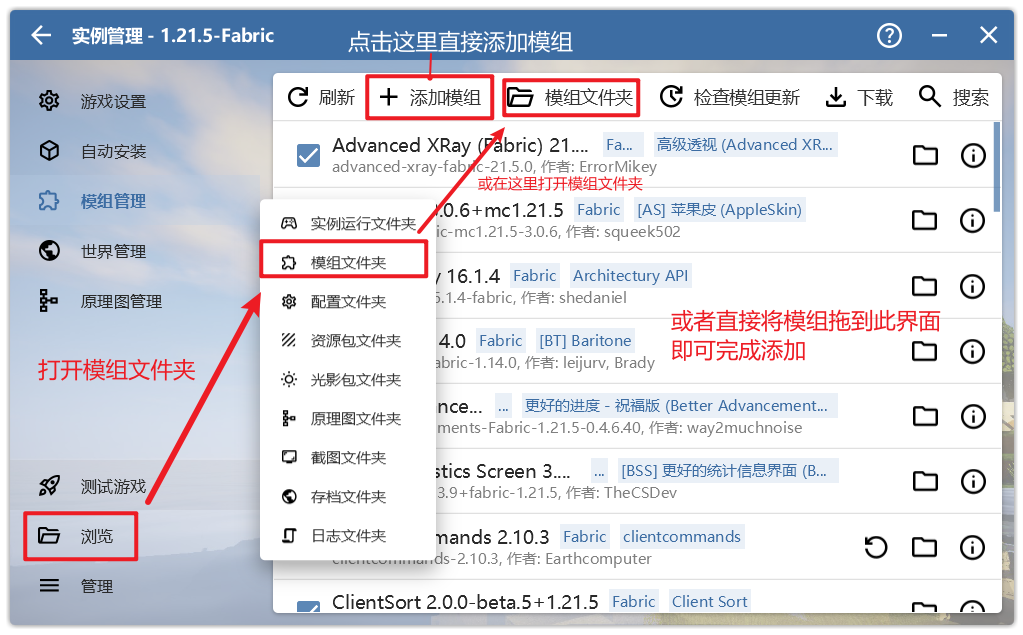 实例管理 - 1.21.5-Fabric
点击这里直接添加模组
游戏设置
自动安装
模组管理
世界管理
原理图管理
打开模组文件夹
测试游戏
浏览
管理
刷新
添加模组
模组文件夹
检查模组更新
下载
搜索
Advanced XRay (Fabric) 21.... Fa... 高级透视 (Advanced XR...
advanced-xray-fabric-21.5.0, 作者: ErrorMikey
或在这里打开模组文件夹
.0.6+mc1.21.5 Fabric [AS] 苹果皮 (AppleSkin)
ic-mc1.21.5-3.0.6, 作者: squeek502
y 16.1.4 Fabric Architectury API
6.1.4-fabric, 作者: shedaniel
4.0 Fabric [BT] Baritone
abric-1.14.0, 作者: leijurv, Brady
或者直接将模组拖到此界面
即可完成添加
nce... ... 更好的进度 - 祝福版 (Better Advancement...
ments-Fabric-1.21.5-0.4.6.40, 作者: way2muchnoise
stics Screen 3.... ... [BSS] 更好的统计信息界面 (B...
3.9+fabric-1.21.5, 作者: TheCSDev
mands 2.10.3 Fabric clientcommands
clientcommands-2.10.3, 作者: Earthcomputer
ClientSort 2.0.0-beta.5+1.21.5 Fabric Client Sort
实例运行文件夹
模组文件夹
配置文件夹
资源包文件夹
光影包文件夹
原理图文件夹
截图文件夹
存档文件夹
日志文件夹